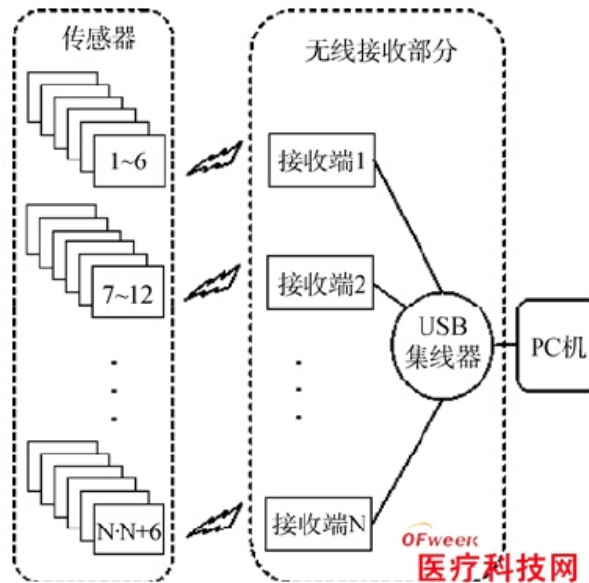 传感器
无线接收部分
1~6
接收端1
7~12
接收端2
USB
集线器
PC机
N·N+6
接收端N
OFweek
医疗科技网